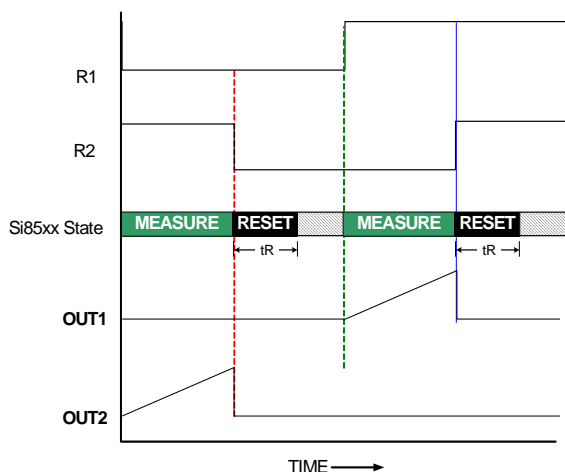 R1
R2
Si85xx State
MEASURE RESET MEASURE RESET
tR tR
OUT1
OUT2
TIME